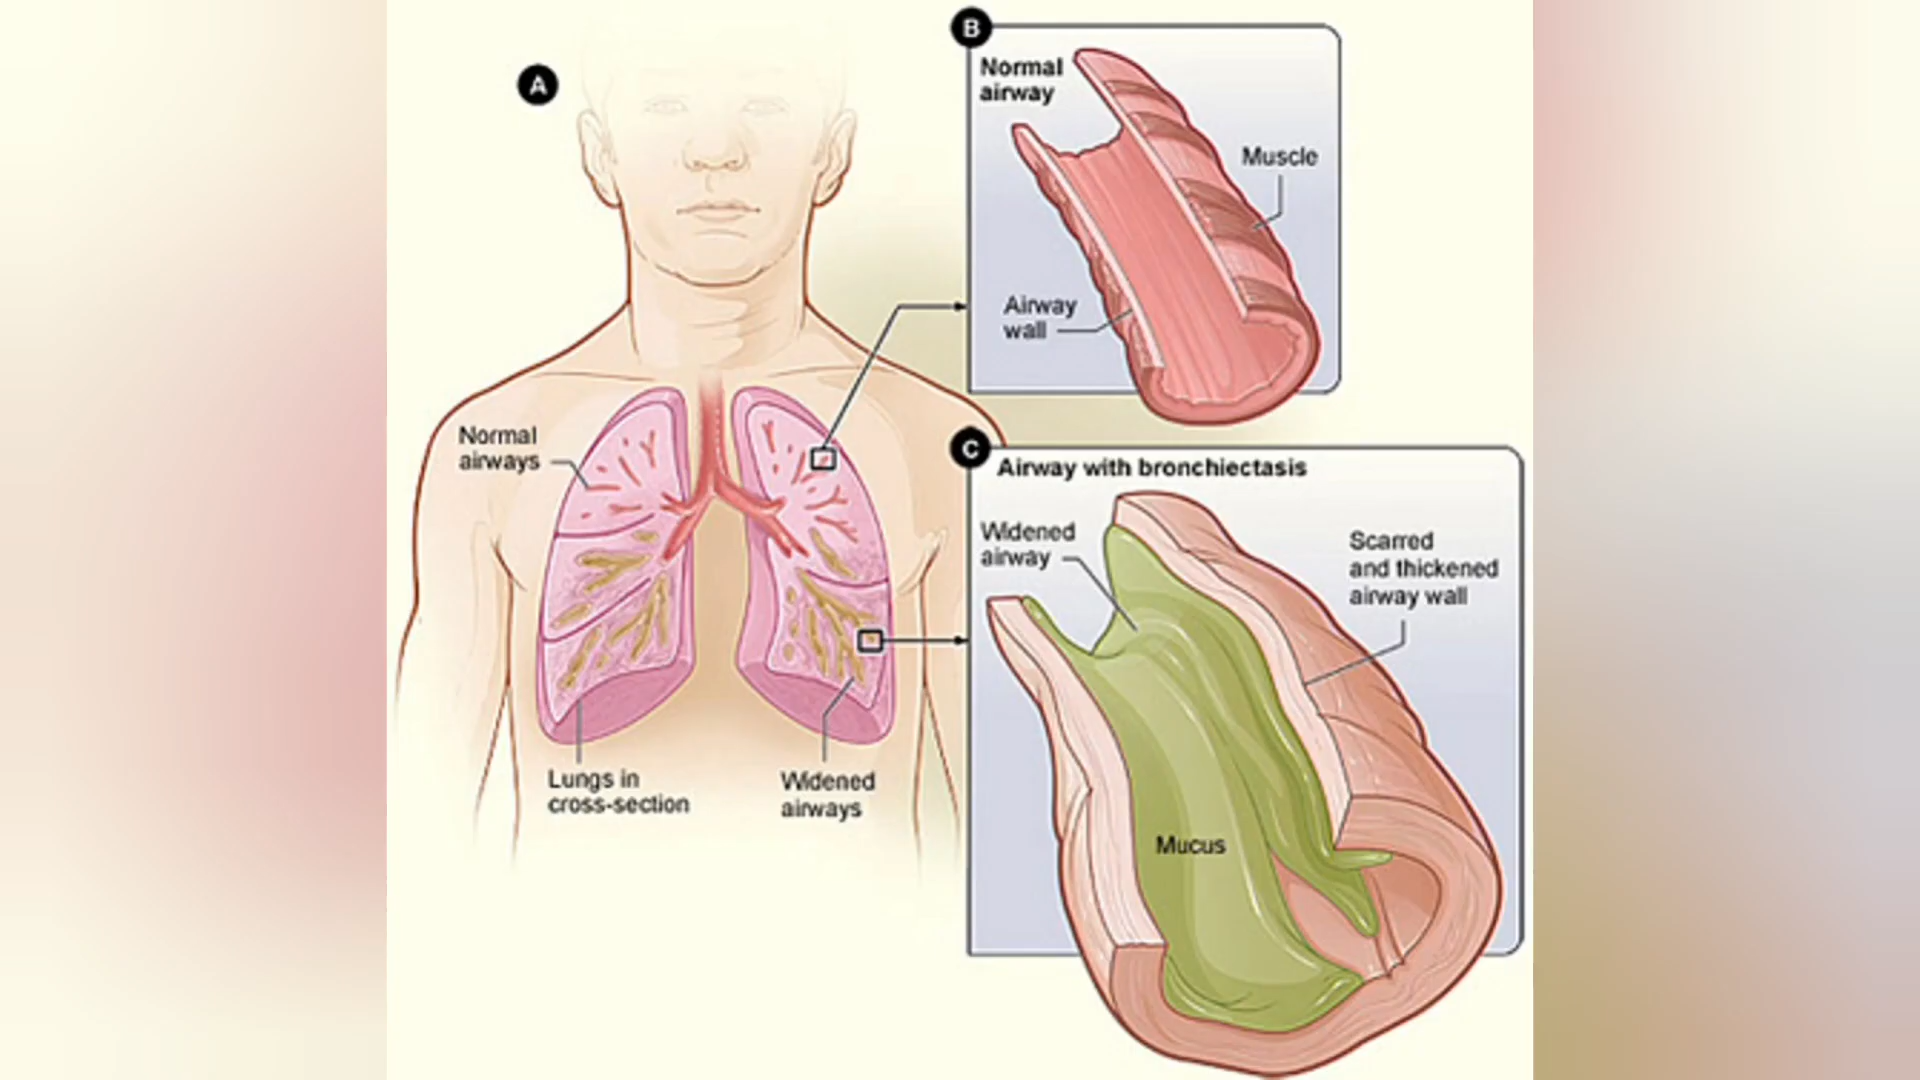 A
Normal
airways
Lungs in
cross-section
Widened
airways
B
Normal
airway
Muscle
Airway
wall
C
Airway with bronchiectasis
Widened
airway
Scarred
and thickened
airway wall
Mucus